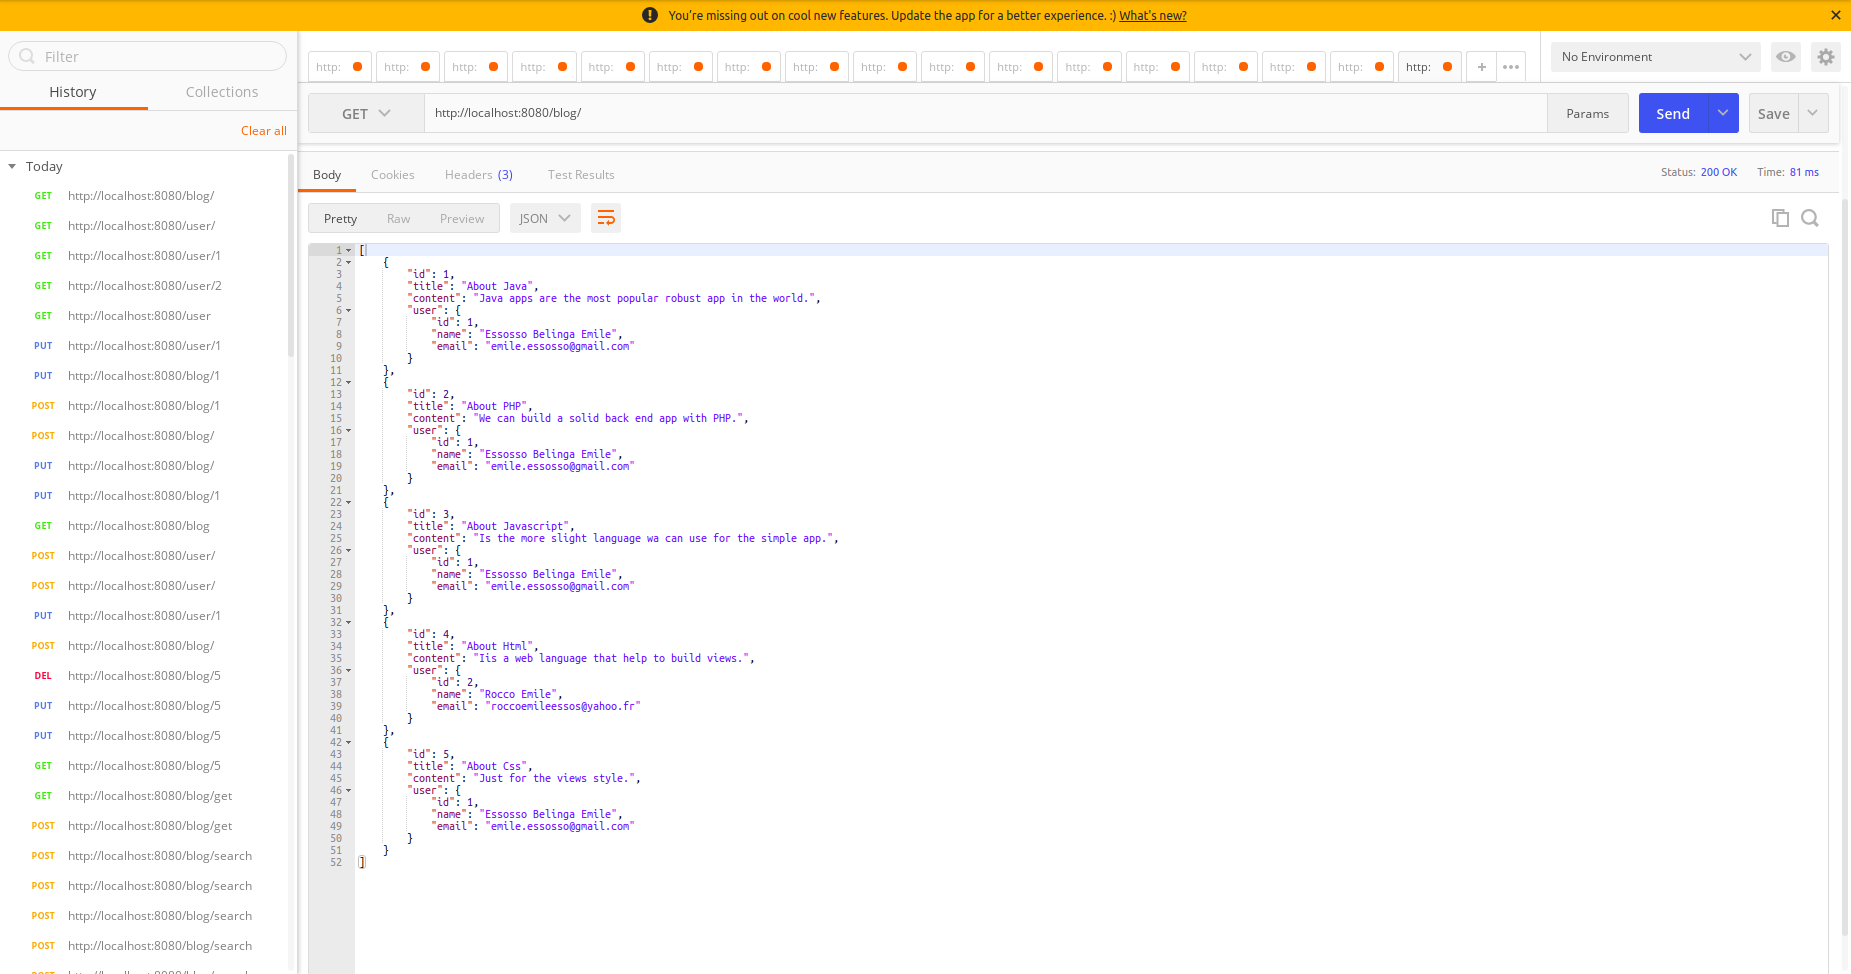 You're missing out on cool new features. Update the app for a better experience. :) What's new?
Filter
History Collections
Clear all
Today
GET http://localhost:8080/blog/
GET http://localhost:8080/user/
GET http://localhost:8080/user/1
GET http://localhost:8080/user/2
GET http://localhost:8080/user
PUT http://localhost:8080/user/1
PUT http://localhost:8080/blog/1
POST http://localhost:8080/blog/1
POST http://localhost:8080/blog/
PUT http://localhost:8080/blog/
PUT http://localhost:8080/blog/1
GET http://localhost:8080/blog
POST http://localhost:8080/user/
POST http://localhost:8080/user/
PUT http://localhost:8080/user/1
POST http://localhost:8080/blog/
DEL http://localhost:8080/blog/5
PUT http://localhost:8080/blog/5
PUT http://localhost:8080/blog/5
GET http://localhost:8080/blog/5
GET http://localhost:8080/blog/get
POST http://localhost:8080/blog/get
POST http://localhost:8080/blog/search
POST http://localhost:8080/blog/search
POST http://localhost:8080/blog/search
POST http://localhost:8080/blog/search
http: http: http: http: http: http: http: http: http: http: http: http: http: http: http: http: http: + •••
No Environment
GET http://localhost:8080/blog/ Params Send Save
Body Cookies Headers (3) Test Results Status: 200 OK Time: 81 ms
Pretty Raw Preview JSON
1 [
2 {
3 "id": 1,
4 "title": "About Java",
5 "content": "Java apps are the most popular robust app in the world.",
6 "user": {
7 "id": 1,
8 "name": "Essosso Belinga Emile",
9 "email": "emile.essosso@gmail.com"
10 }
11 },
12 {
13 "id": 2,
14 "title": "About PHP",
15 "content": "We can build a solid back end app with PHP.",
16 "user": {
17 "id": 1,
18 "name": "Essosso Belinga Emile",
19 "email": "emile.essosso@gmail.com"
20 }
21 },
22 {
23 "id": 3,
24 "title": "About Javascript",
25 "content": "Is the more slight language wa can use for the simple app.",
26 "user": {
27 "id": 1,
28 "name": "Essosso Belinga Emile",
29 "email": "emile.essosso@gmail.com"
30 }
31 },
32 {
33 "id": 4,
34 "title": "About Html",
35 "content": "Iis a web language that help to build views.",
36 "user": {
37 "id": 2,
38 "name": "Rocco Emile",
39 "email": "roccoemileessos@yahoo.fr"
40 }
41 },
42 {
43 "id": 5,
44 "title": "About Css",
45 "content": "Just for the views style.",
46 "user": {
47 "id": 1,
48 "name": "Essosso Belinga Emile",
49 "email": "emile.essosso@gmail.com"
50 }
51 }
52 ]